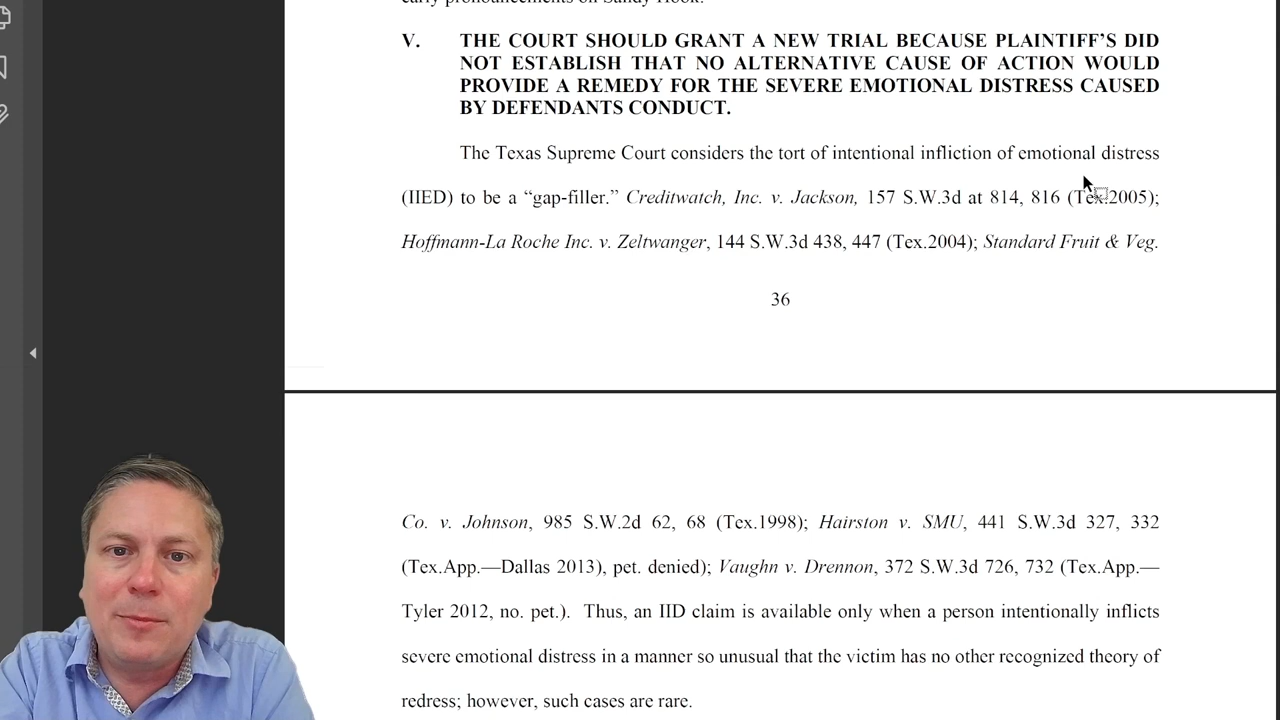 early pronouncements on Sandy Hook.
V. THE COURT SHOULD GRANT A NEW TRIAL BECAUSE PLAINTIFF'S DID
NOT ESTABLISH THAT NO ALTERNATIVE CAUSE OF ACTION WOULD
PROVIDE A REMEDY FOR THE SEVERE EMOTIONAL DISTRESS CAUSED
BY DEFENDANTS CONDUCT.
The Texas Supreme Court considers the tort of intentional infliction of emotional distress
(IIED) to be a “gap-filler.” Creditwatch, Inc. v. Jackson, 157 S.W.3d at 814, 816 (Tex.2005);
Hoffmann-La Roche Inc. v. Zeltwanger, 144 S.W.3d 438, 447 (Tex.2004); Standard Fruit & Veg.
36
Co. v. Johnson, 985 S.W.2d 62, 68 (Tex.1998); Hairston v. SMU, 441 S.W.3d 327, 332
(Tex.App.—Dallas 2013), pet. denied); Vaughn v. Drennon, 372 S.W.3d 726, 732 (Tex.App.—
Tyler 2012, no. pet.). Thus, an IID claim is available only when a person intentionally inflicts
severe emotional distress in a manner so unusual that the victim has no other recognized theory of
redress; however, such cases are rare.